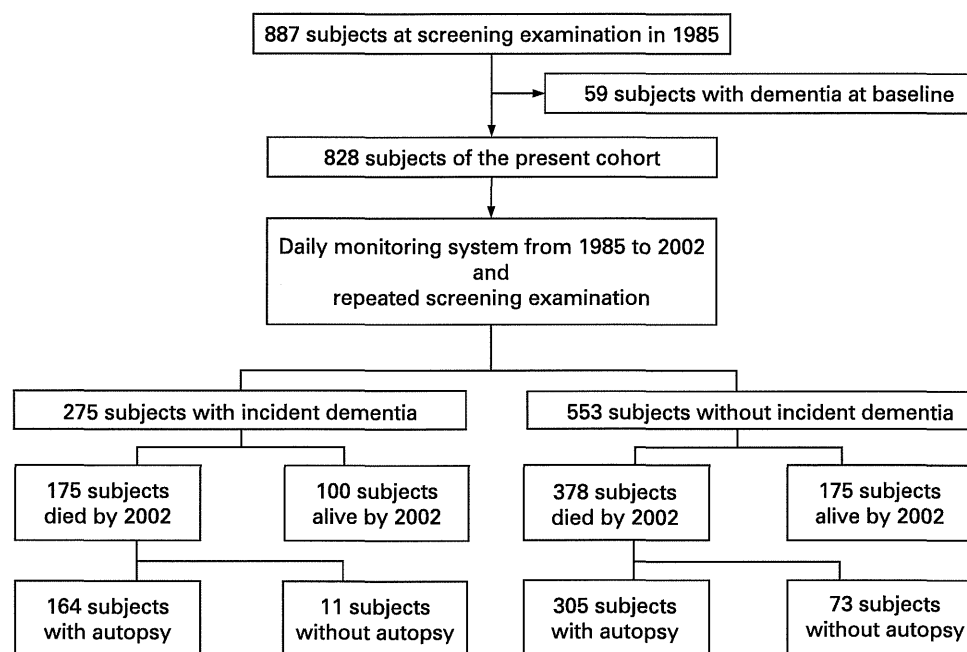 887 subjects at screening examination in 1985
59 subjects with dementia at baseline
828 subjects of the present cohort
Daily monitoring system from 1985 to 2002
and
repeated screening examination
275 subjects with incident dementia
553 subjects without incident dementia
175 subjects
died by 2002
100 subjects
alive by 2002
378 subjects
died by 2002
175 subjects
alive by 2002
164 subjects
with autopsy
11 subjects
without autopsy
305 subjects
with autopsy
73 subjects
without autopsy